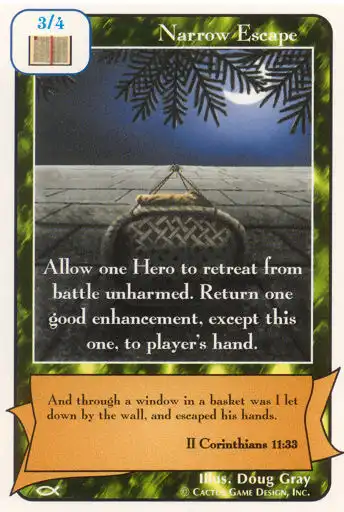 3/4
Narrow Escape
Allow one Hero to retreat from
battle unharmed. Return one
good enhancement, except this
one, to player's hand.
And through a window in a basket was I let
down by the wall, and escaped his hands.
II Corinthians 11:33
Illus. Doug Gray
© Cactus Game Design, Inc.